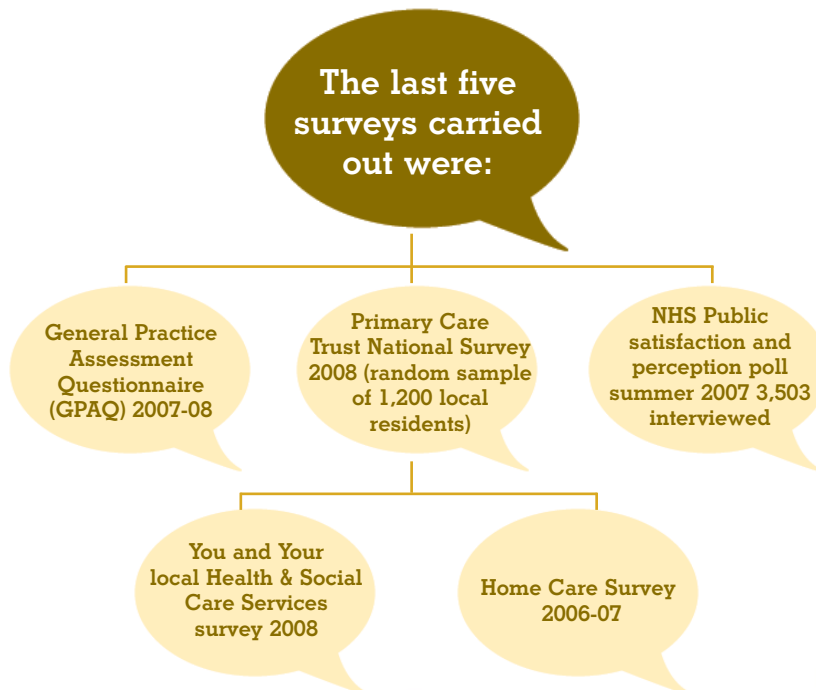 The last five
surveys carried
out were:
General Practice
Assessment
Questionnaire
(GPAQ) 2007-08
Primary Care
Trust National Survey
2008 (random sample
of 1,200 local
residents)
NHS Public
satisfaction and
perception poll
summer 2007 3,503
interviewed
You and Your
local Health & Social
Care Services
survey 2008
Home Care Survey
2006-07